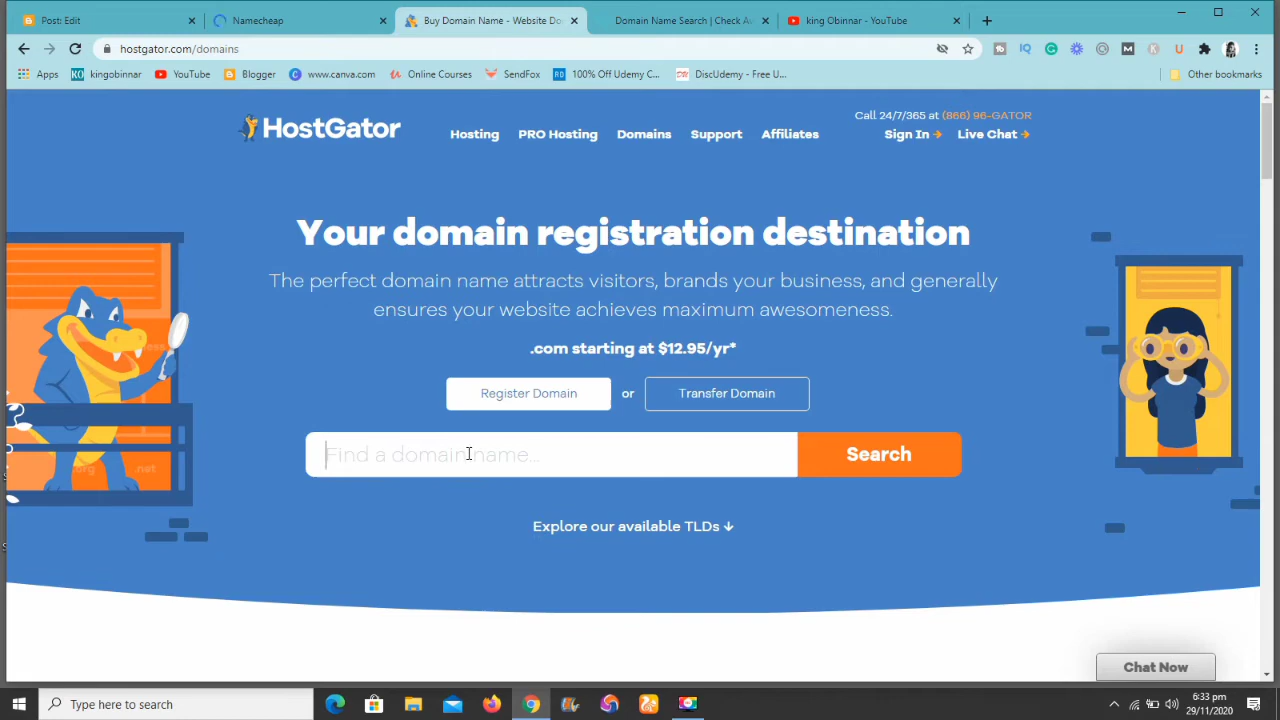 Post: Edit
Namecheap
Buy Domain Name - Website Do
Domain Name Search | Check Av
king Obinnar - YouTube
hostgator.com/domains
Apps
kingobinnar
YouTube
Blogger
www.canva.com
Online Courses
SendFox
100% Off Udemy C...
DiscUdemy - Free U...
Other bookmarks
HostGator
Hosting
PRO Hosting
Domains
Support
Affiliates
Call 24/7/365 at (866) 96-GATOR
Sign In
Live Chat
Your domain registration destination
The perfect domain name attracts visitors, brands your business, and generally
ensures your website achieves maximum awesomeness.
.com starting at $12.95/yr*
Register Domain
or
Transfer Domain
Find a domain name...
Search
.org
.net
Explore our available TLDs
Chat Now
Type here to search
6:33 pm
29/11/2020